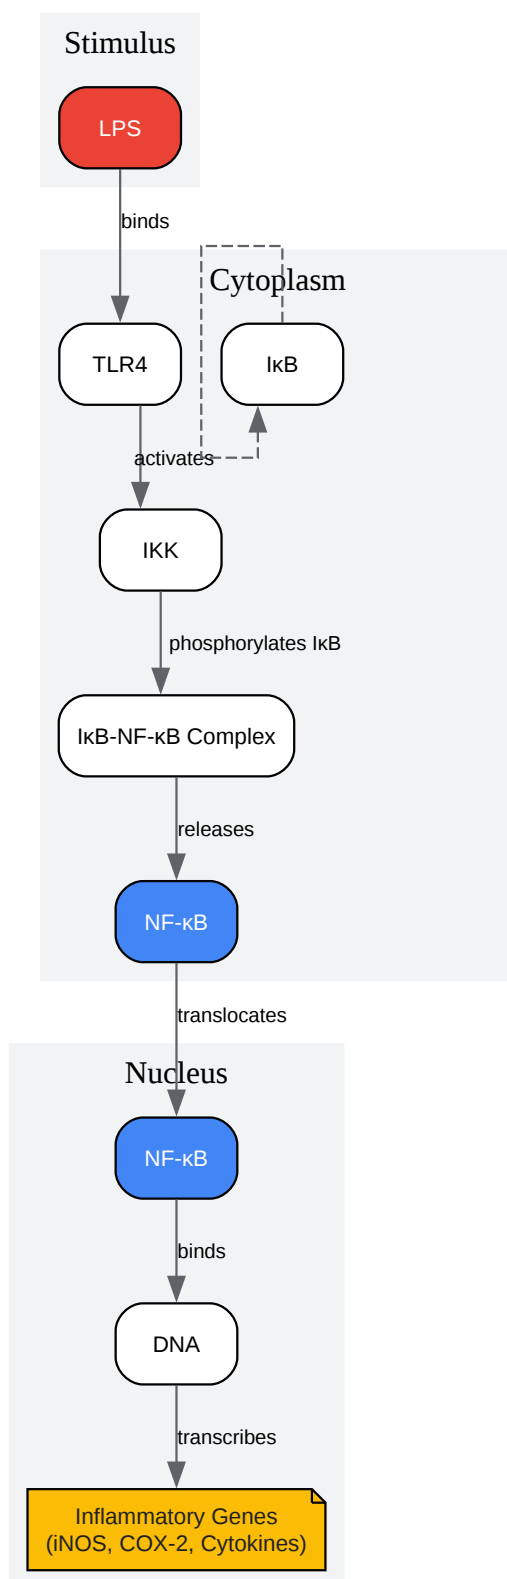 Stimulus
LPS
binds
Cytoplasm
TLR4
IκB
activates
IKK
phosphorylates IκB
IκB-NF-κB Complex
releases
NF-κB
translocates
Nucleus
NF-κB
binds
DNA
transcribes
Inflammatory Genes
(iNOS, COX-2, Cytokines)